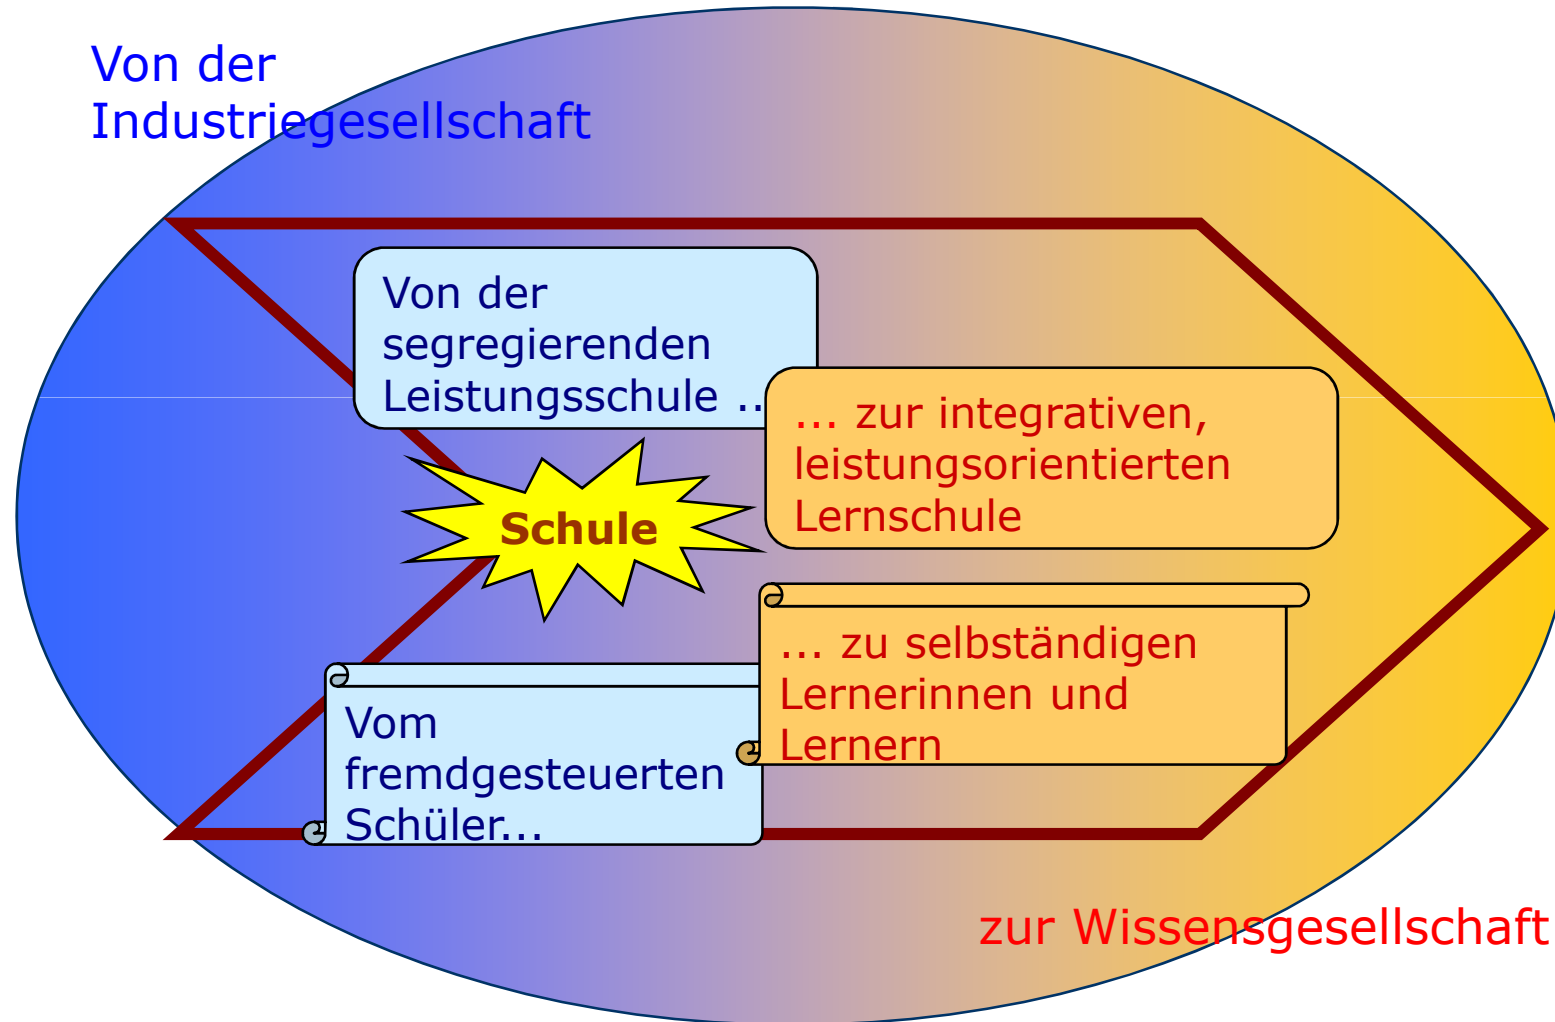 Von der
Industriegesellschaft
Von der
segregierenden
Leistungsschule ..
... zur integrativen,
leistungsorientierten
Lernschule
Schule
... zu selbständigen
Lernerinnen und
Lernern
Vom
fremdgesteuerten
Schüler...
zur Wissensgesellschaft